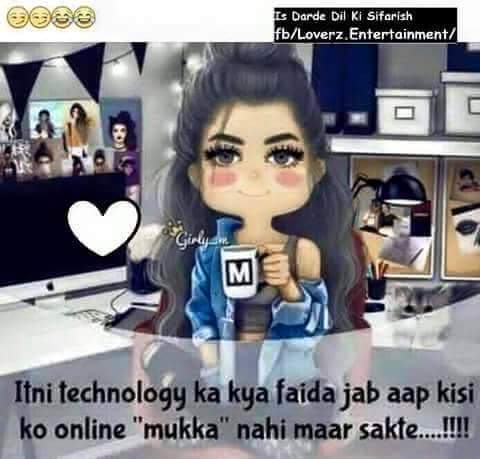 Is Darde Dil Ki Sifarish
fb/Loverz.Entertainment/
Girly_m
M
Itni technology ka kya faida jab aap kisi
ko online "mukka" nahi maar sakte....!!!!